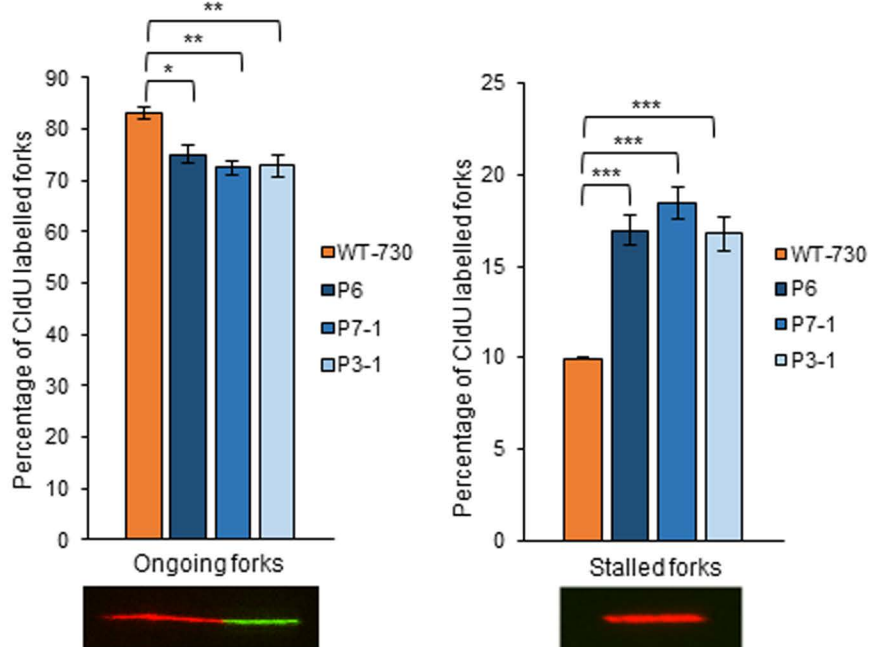 **
**
*
90
80
70
60
50
40
30
20
10
0
Percentage of CldU labelled forks
WT-730
P6
P7-1
P3-1
Ongoing forks
***
***
***
25
20
15
10
5
0
Percentage of CldU labelled forks
WT-730
P6
P7-1
P3-1
Stalled forks